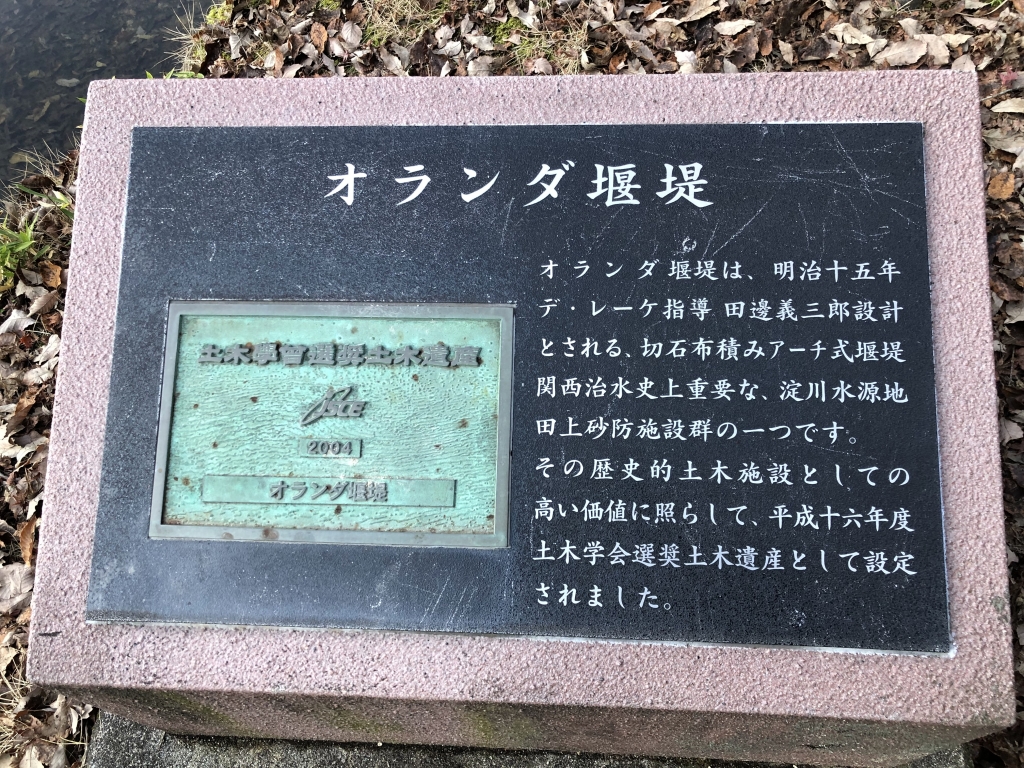 オランダ堰堤
オランダ堰堤は、明治十五年
デ・レーケ指導 田邊義三郎設計
とされる、切石布積みアーチ式堰堤
関西治水史上重要な、淀川水源地
田上砂防施設群の一つです。
その歴史的土木施設としての
高い価値に照らして、平成十六年度
土木学会選奨土木遺産として設定
されました。
土木學會選奨土木遺産
JSCE
2004
オランダ堰堤